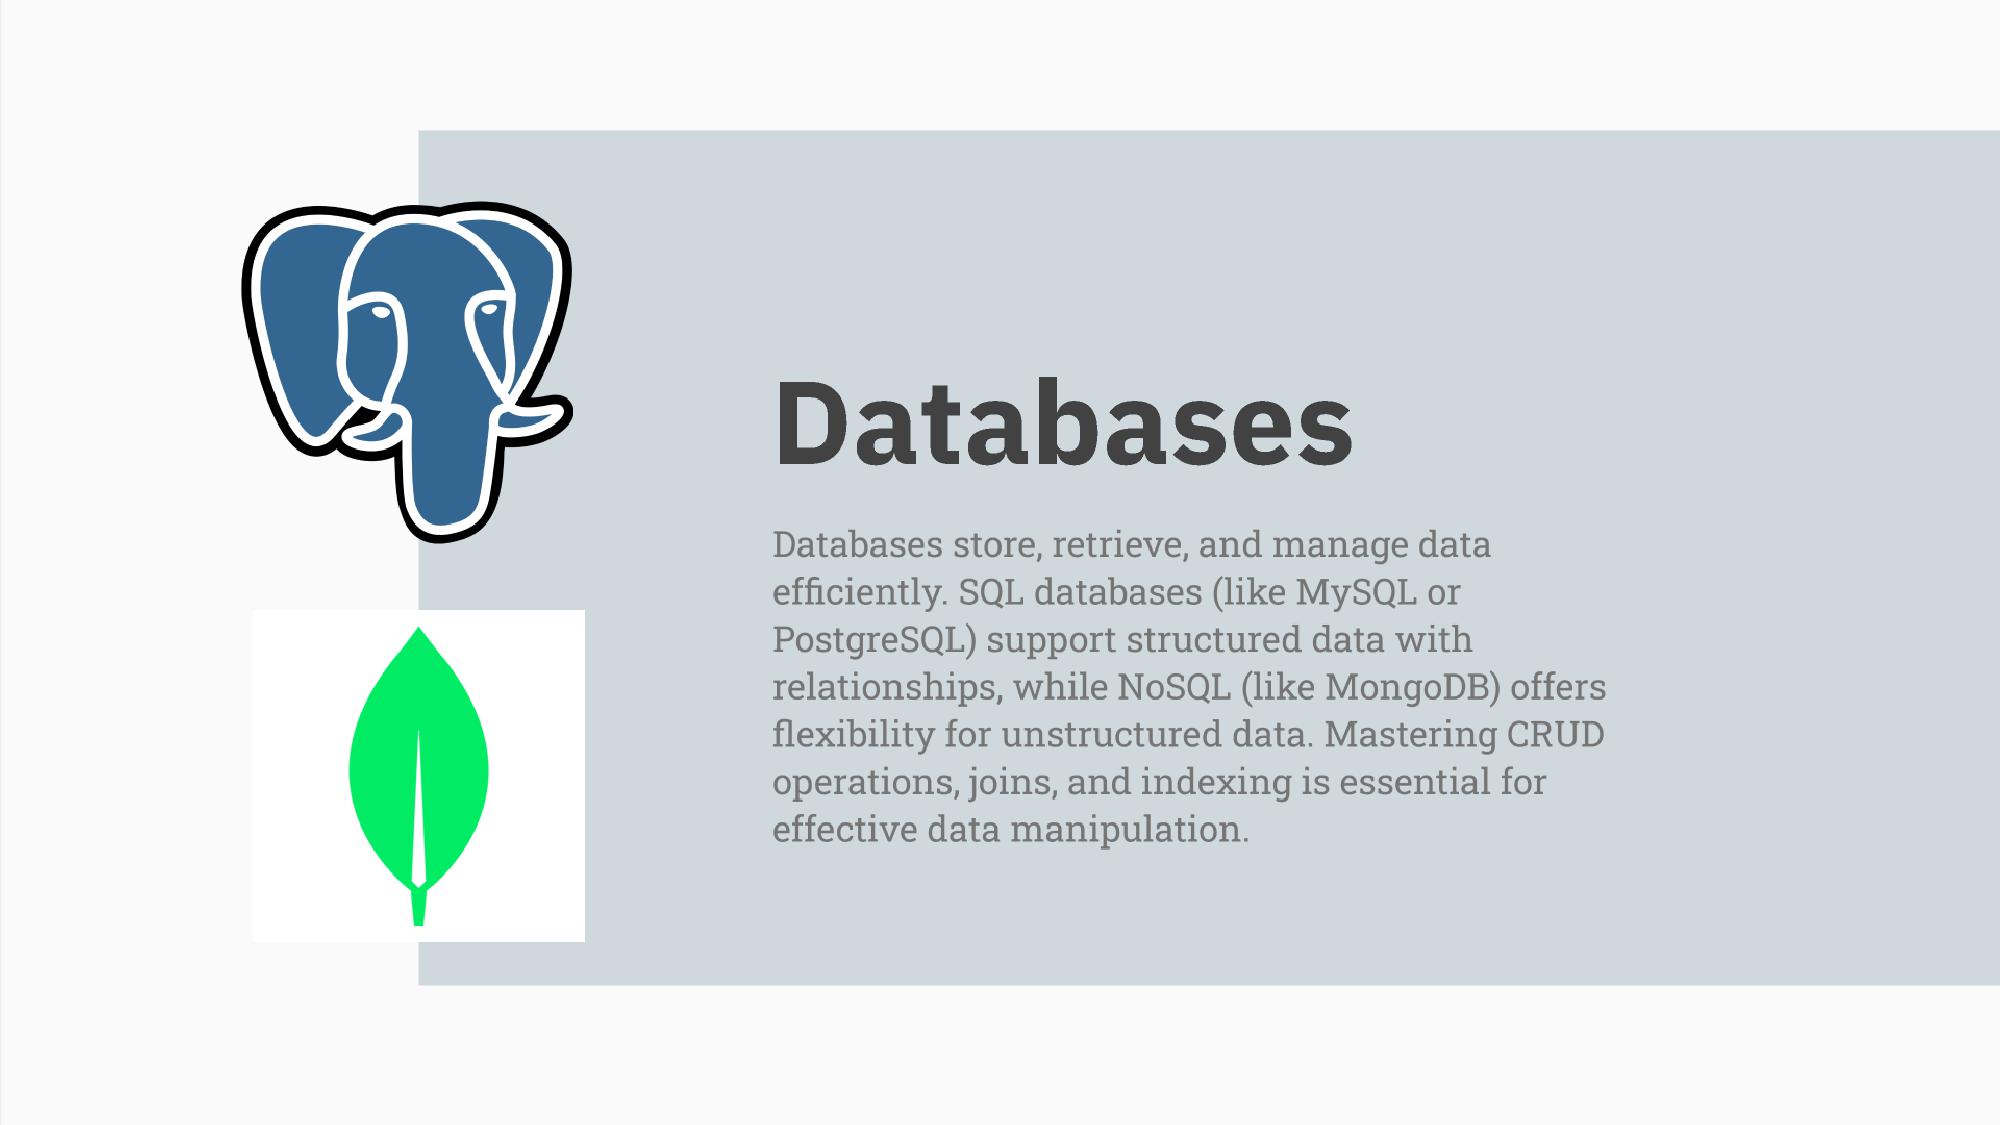 Databases
Databases store, retrieve, and manage data
efficiently. SQL databases (like MySQL or
PostgreSQL) support structured data with
relationships, while NoSQL (like MongoDB) offers
flexibility for unstructured data. Mastering CRUD
operations, joins, and indexing is essential for
effective data manipulation.